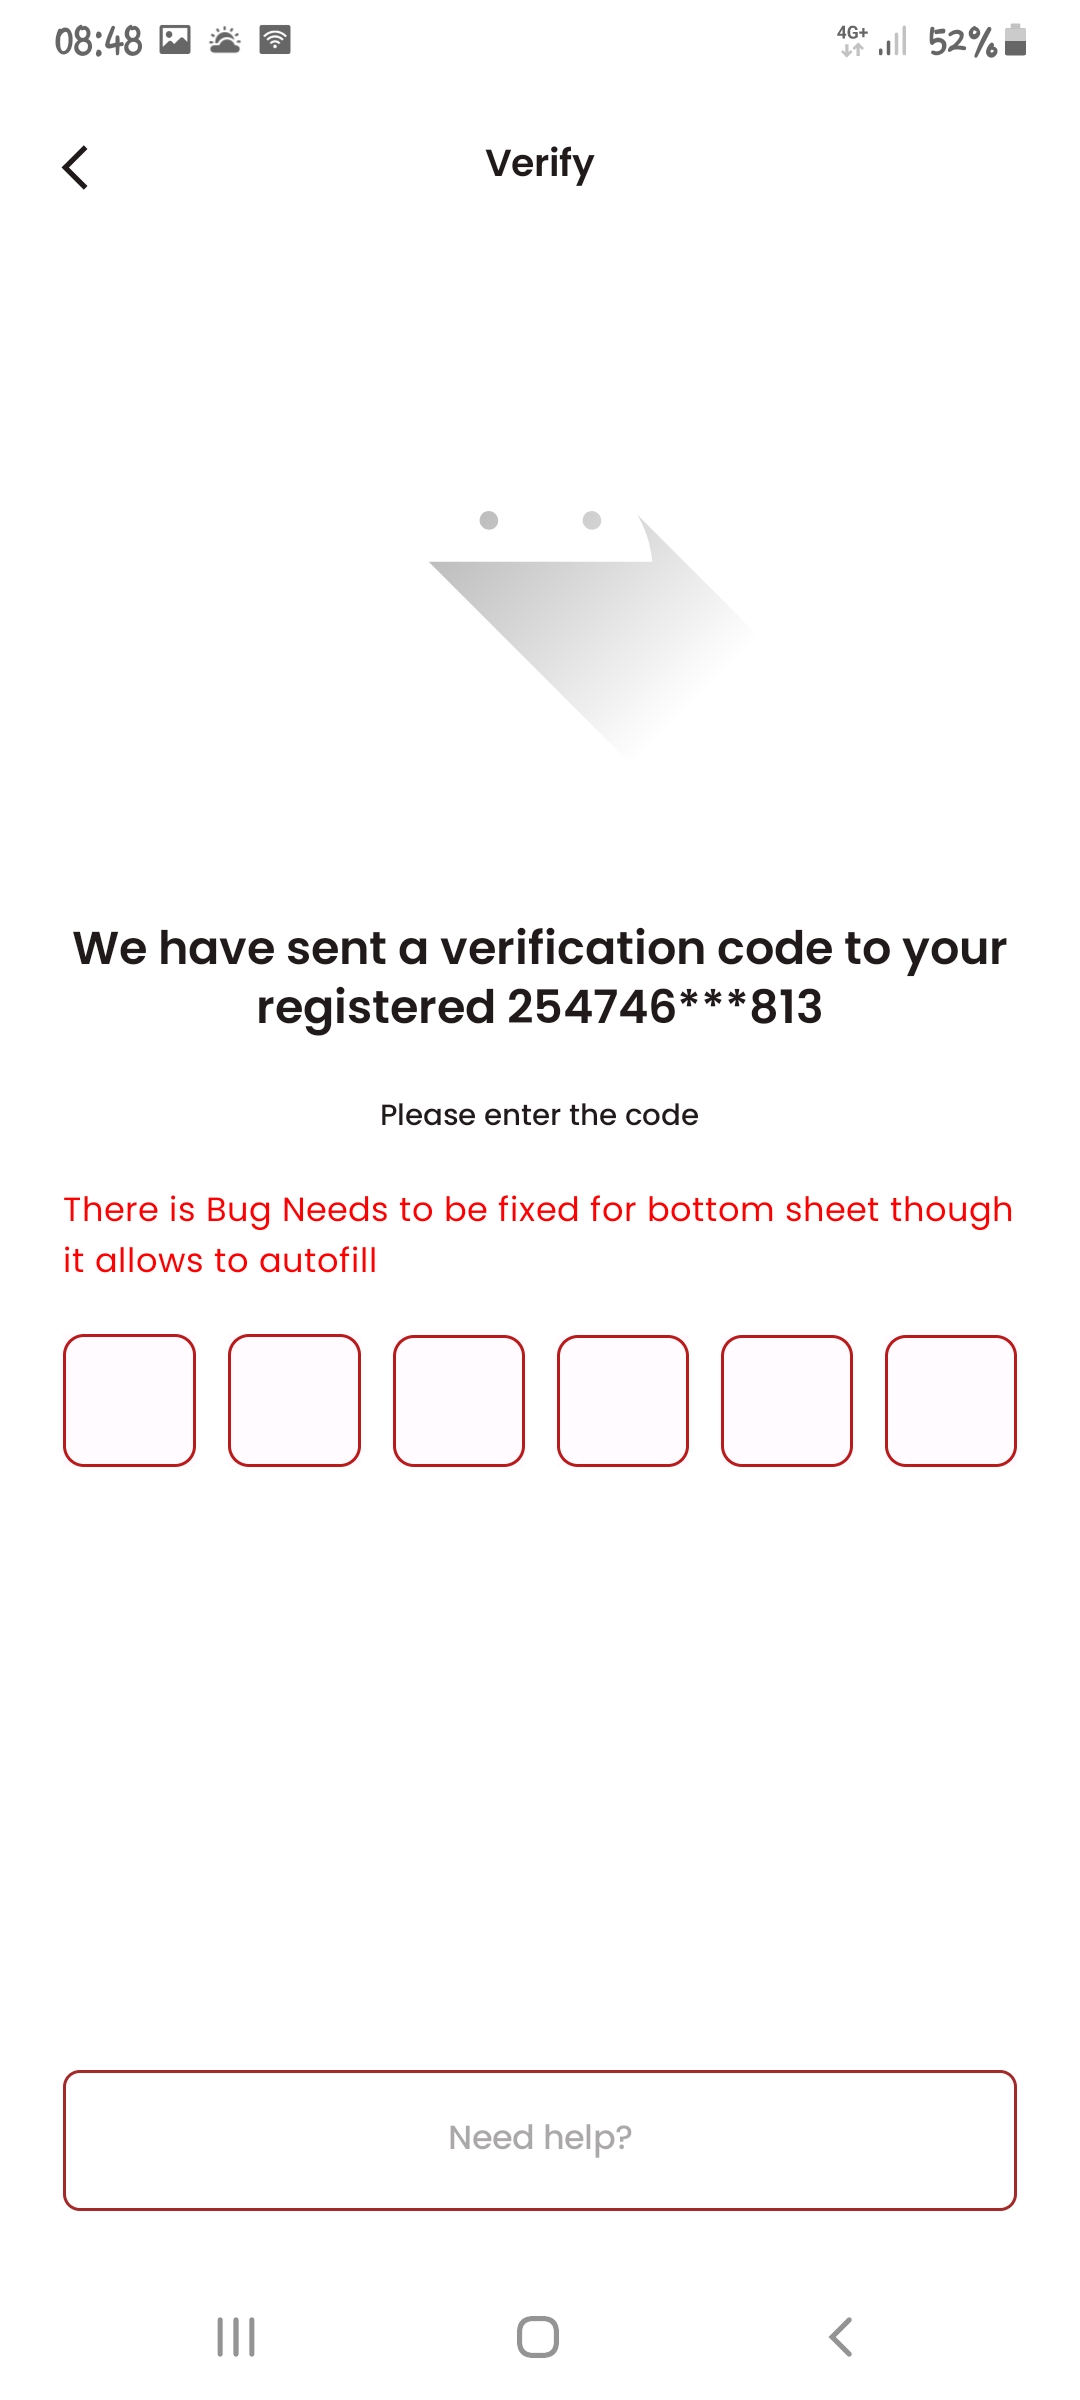 08:48
4G+
52%
Verify
We have sent a verification code to your
registered 254746***813
Please enter the code
There is Bug Needs to be fixed for bottom sheet though
it allows to autofill
Need help?